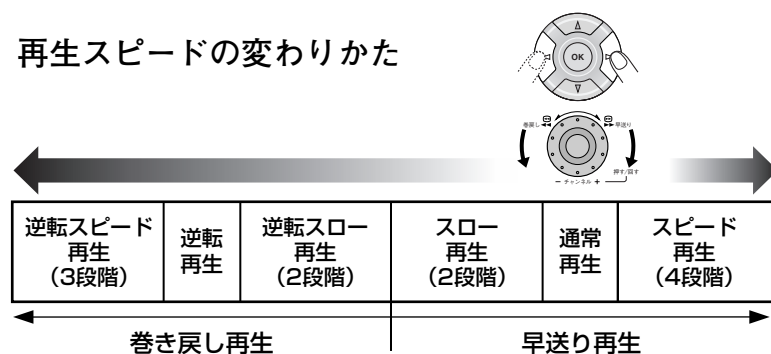 再生スピードの変わりかた
OK
巻戻し
早送り
押す/回す
− チャンネル +
逆転スピード
再生
(3段階)
逆転
再生
逆転スロー
再生
(2段階)
スロー
再生
(2段階)
通常
再生
スピード
再生
(4段階)
巻き戻し再生
早送り再生